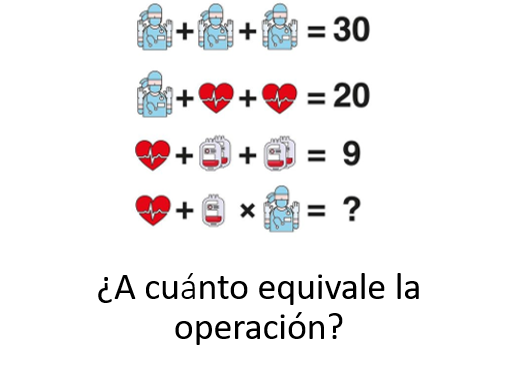 + + = 30
+ + = 20
+ + = 9
+ × = ?
¿A cuánto equivale la
operación?